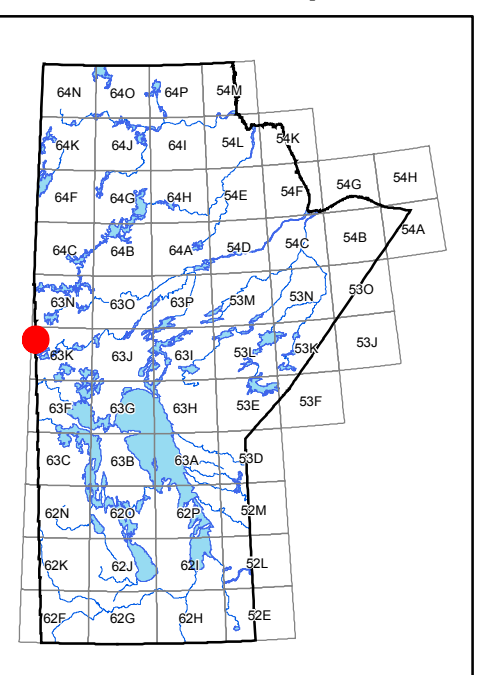 64N 64O 64P 54M
64K 64J 64I 54L 54K
64F 64G 64H 54E 54F 54G 54H
64C 64B 64A 54D 54C 54B 54A
63N 63O 63P 53M 53N 53O
63K 63J 63I 53L 53K 53J
63F 63G 63H 53E 53F
63C 63B 63A 53D
62N 62O 62P 52M
62K 62J 62I 52L
62F 62G 62H 52E